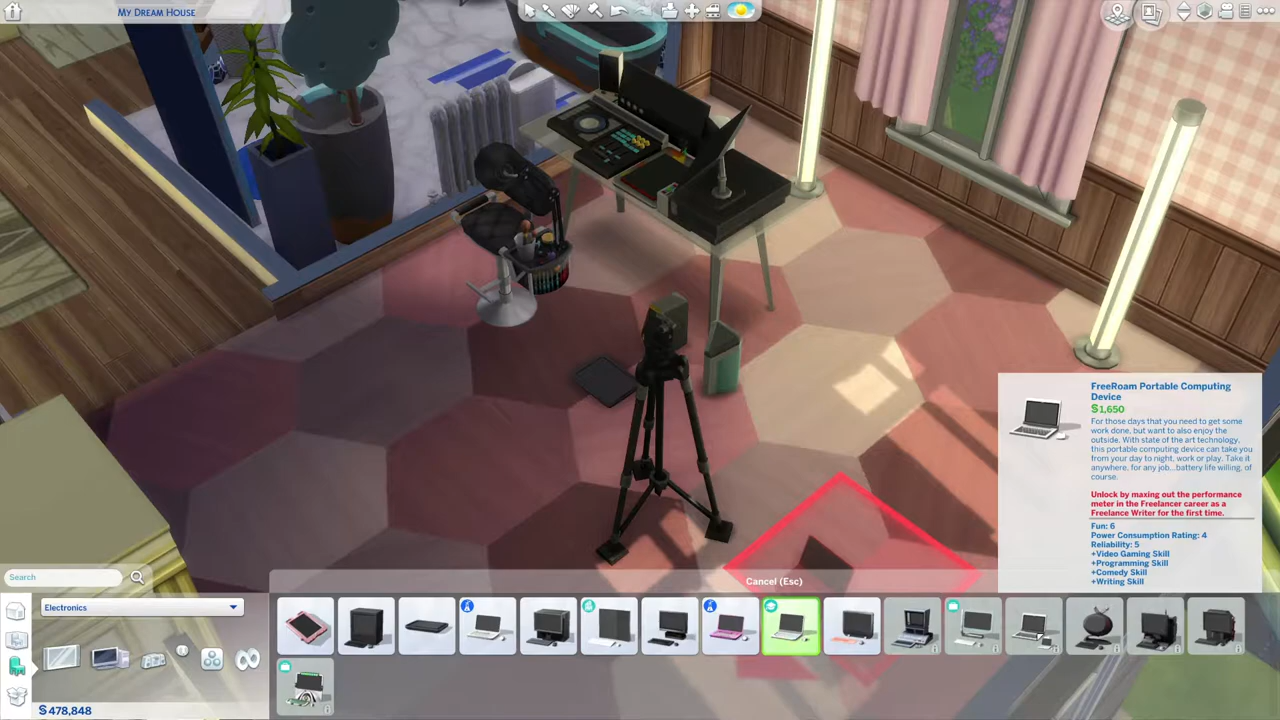 My Dream House
FreeRoam Portable Computing
Device
§1,650
For those days that you need to get some
work done, but want to also enjoy the
outside. With state of the art technology,
this portable computing device can take you
from your day to night, work or play. Take it
anywhere, for any job...battery life willing, of
course.
Unlock by maxing out the performance
meter in the Freelancer career as a
Freelance Writer for the first time.
Fun: 6
Power Consumption Rating: 4
Reliability: 5
+Video Gaming Skill
+Programming Skill
+Comedy Skill
+Writing Skill
Search
Cancel (Esc)
Electronics
§478,848